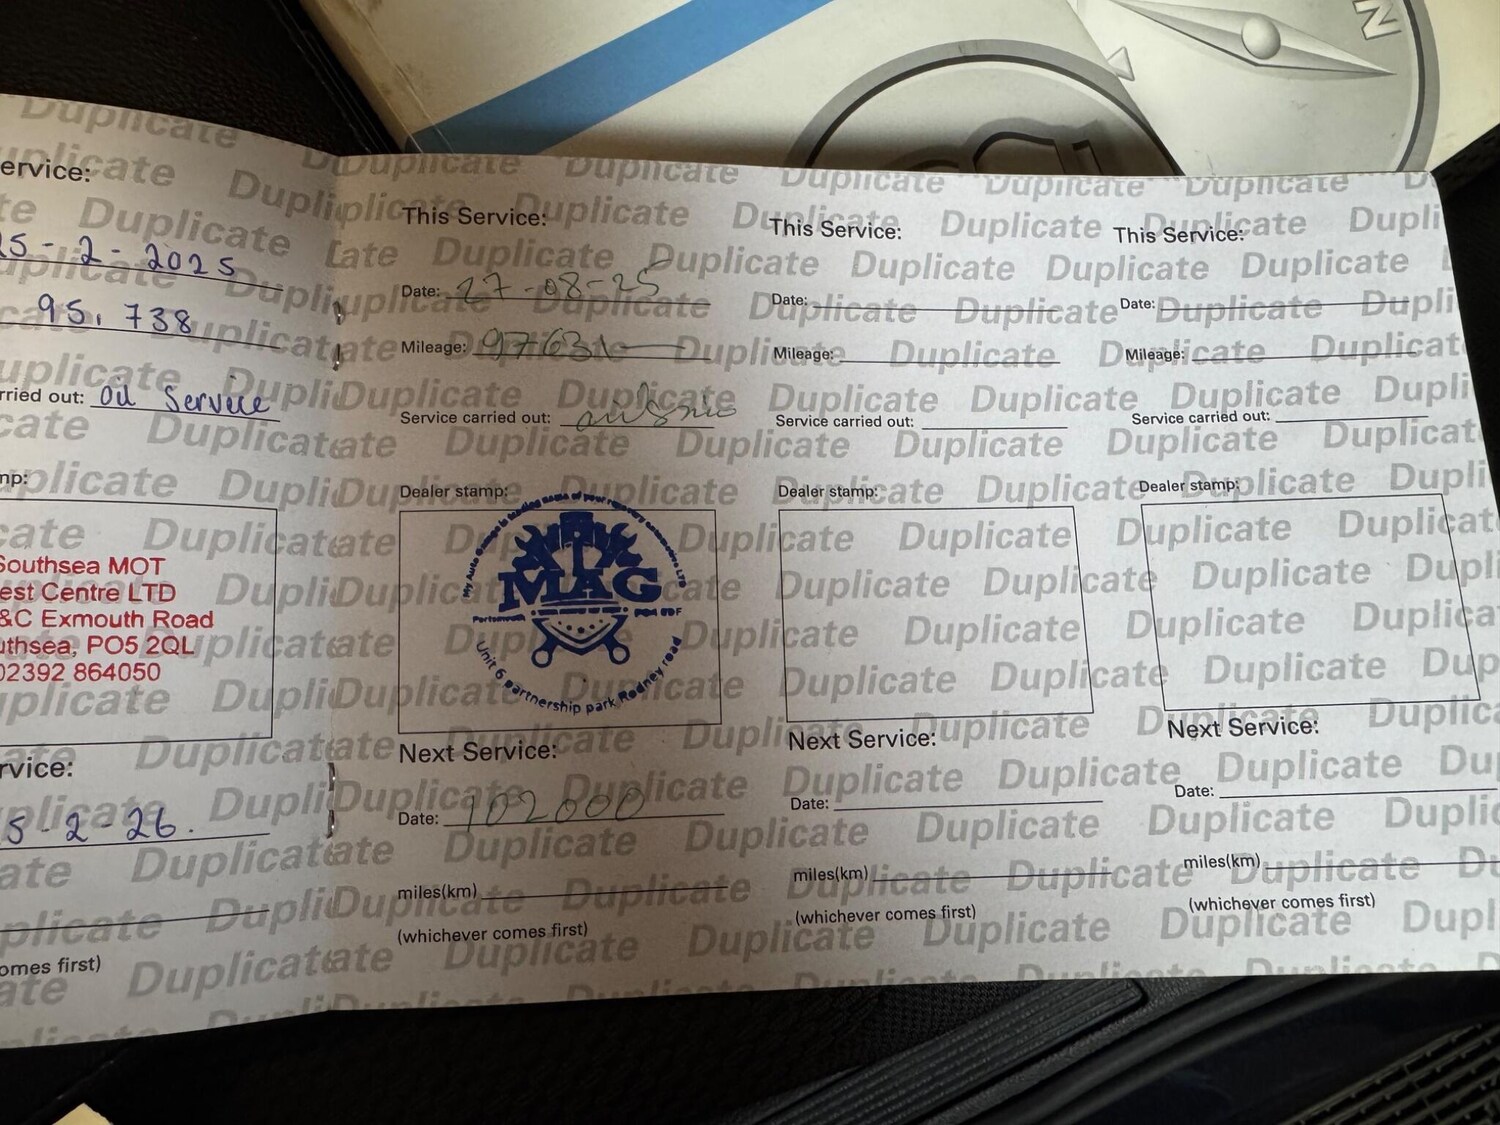 ervice:
25-2-2025
95,738
rried out: Oil Service
mp:
Southsea MOT
est Centre LTD
&C Exmouth Road
uthsea, PO5 2QL
02392 864050
rvice:
5-2-26.
omes first)
This Service:
Date: 27-08-25
Mileage: 97631
Service carried out:
Dealer stamp:
My Auto
MAG
Portsmouth
Unit 6 partnership park Rodney road
Next Service:
Date: 102000
miles(km)
(whichever comes first)
This Service:
Date:
Mileage:
Service carried out:
Dealer stamp:
Next Service:
Date:
miles(km)
(whichever comes first)
This Service:
Date:
Mileage:
Service carried out:
Dealer stamp:
Next Service:
Date:
miles(km)
(whichever comes first)
Duplicate
N